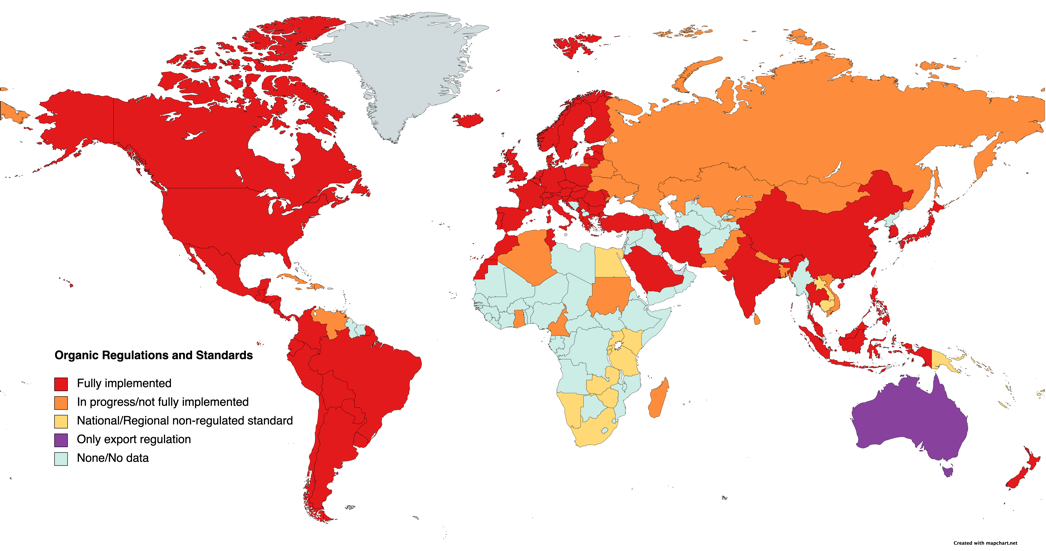 Organic Regulations and Standards
Fully implemented
In progress/not fully implemented
National/Regional non-regulated standard
Only export regulation
None/No data
Created with mapchart.net